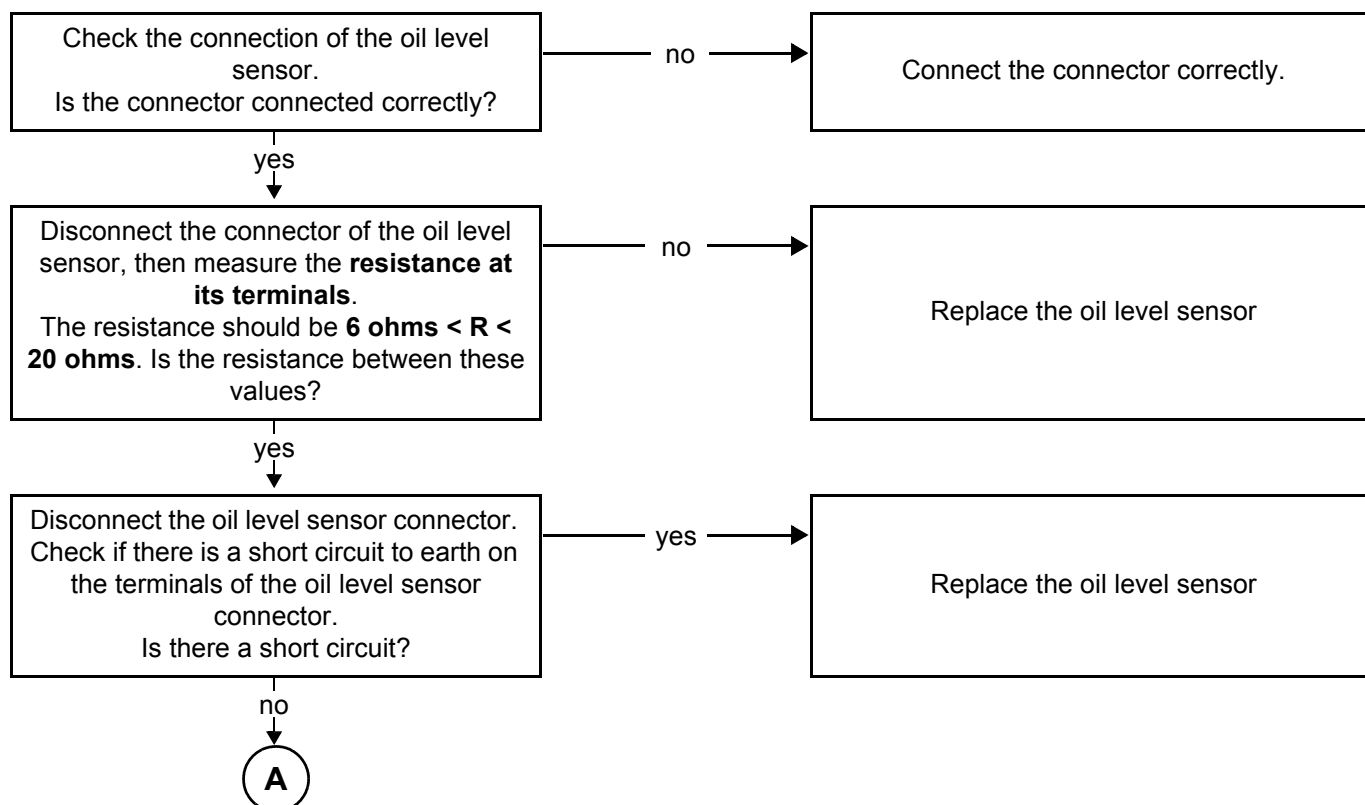 Check the connection of the oil level
sensor.
Is the connector connected correctly?
no
Connect the connector correctly.
yes
Disconnect the connector of the oil level
sensor, then measure the resistance at
its terminals.
The resistance should be 6 ohms < R <
20 ohms. Is the resistance between these
values?
no
Replace the oil level sensor
yes
Disconnect the oil level sensor connector.
Check if there is a short circuit to earth on
the terminals of the oil level sensor
connector.
Is there a short circuit?
yes
Replace the oil level sensor
no
A